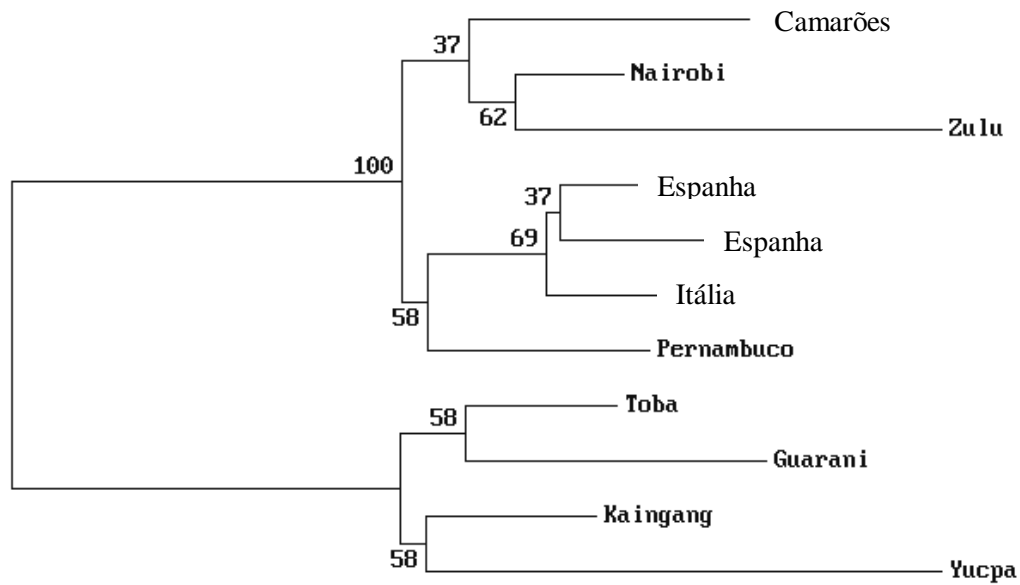 Camarões
37
Nairobi
62
Zulu
100
Espanha
37
69
Espanha
Itália
58
Pernambuco
Toba
58
Guarani
Kaingang
58
Yucpa